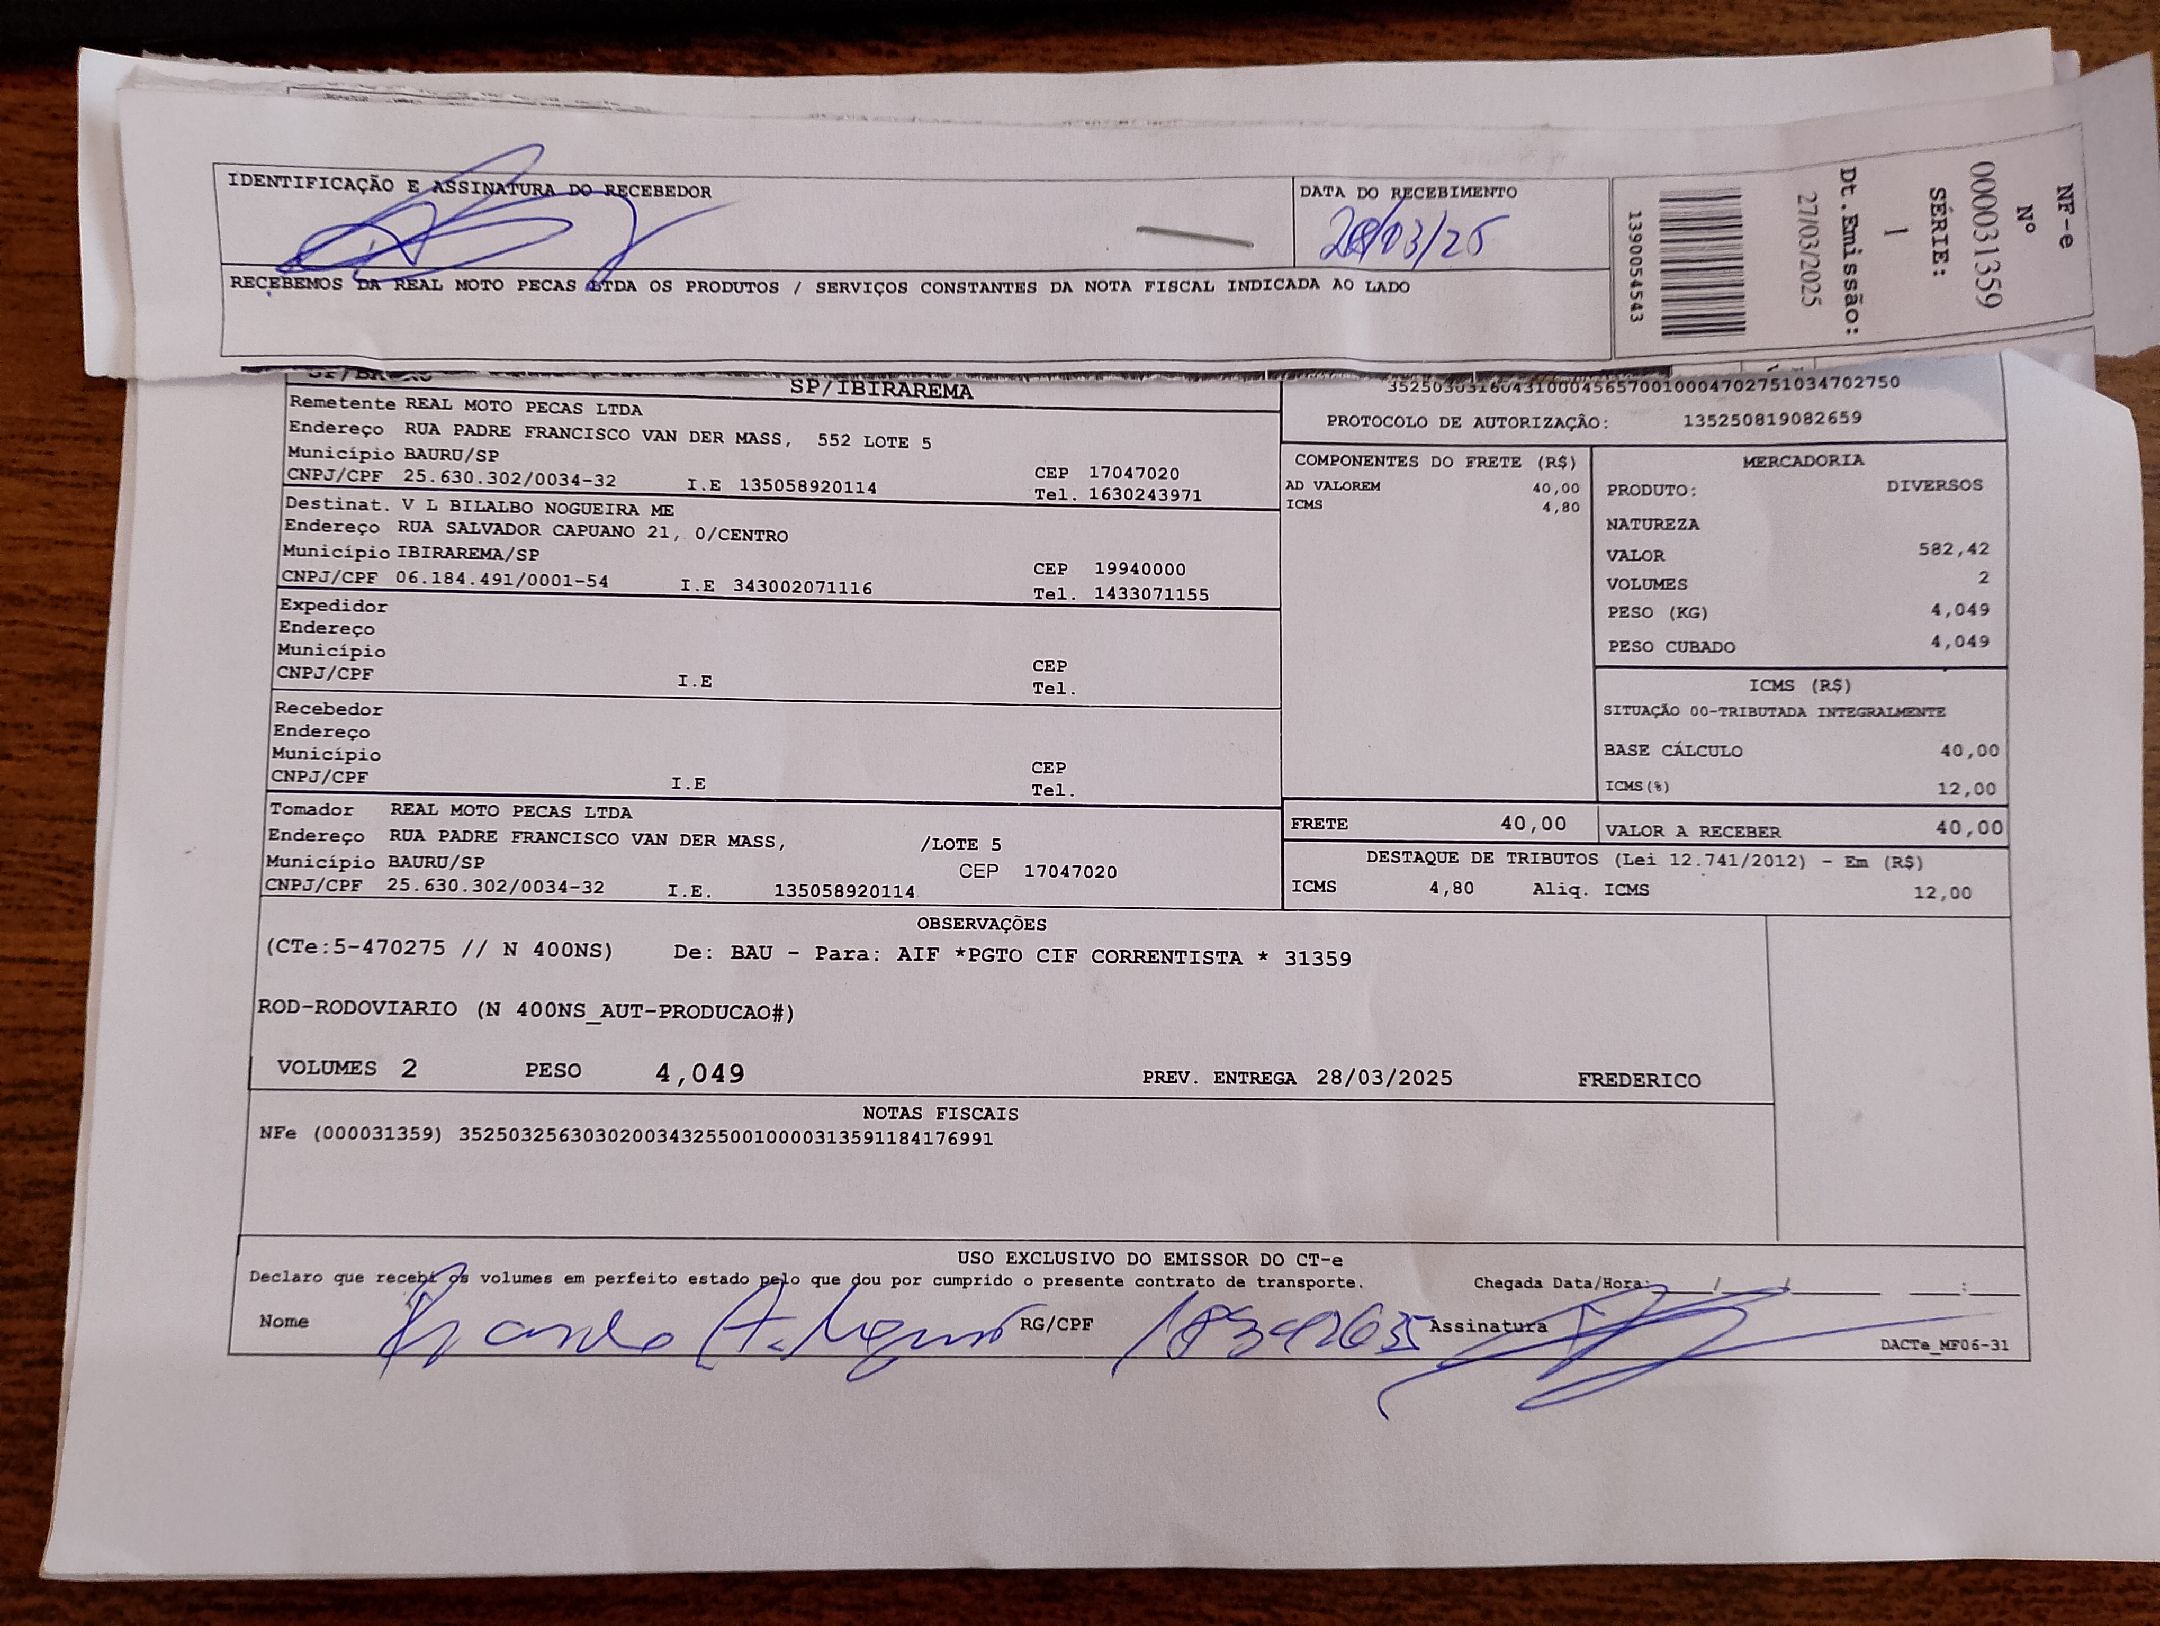 IDENTIFICAÇÃO E ASSINATURA DO RECEBEDOR
DATA DO RECEBIMENTO
28/03/25
RECEBEMOS DA REAL MOTO PECAS LTDA OS PRODUTOS / SERVIÇOS CONSTANTES DA NOTA FISCAL INDICADA AO LADO
NF-e
Nº
000031359
SÉRIE:
1
Dt.Emissão:
27/03/2025
1390054543
SP/IBIRAREMA
Remetente REAL MOTO PECAS LTDA
Endereço RUA PADRE FRANCISCO VAN DER MASS, 552 LOTE 5
Município BAURU/SP
CNPJ/CPF 25.630.302/0034-32 I.E 135058920114
CEP 17047020
Tel. 1630243971
Destinat. V L BILALBO NOGUEIRA ME
Endereço RUA SALVADOR CAPUANO 21, 0/CENTRO
Município IBIRAREMA/SP
CNPJ/CPF 06.184.491/0001-54 I.E 343002071116
CEP 19940000
Tel. 1433071155
Expedidor
Endereço
Município
CNPJ/CPF I.E
CEP
Tel.
Recebedor
Endereço
Município
CNPJ/CPF I.E
CEP
Tel.
Tomador REAL MOTO PECAS LTDA
Endereço RUA PADRE FRANCISCO VAN DER MASS, /LOTE 5
Município BAURU/SP CEP 17047020
CNPJ/CPF 25.630.302/0034-32 I.E. 135058920114
PROTOCOLO DE AUTORIZAÇÃO: 135250819082659
COMPONENTES DO FRETE (R$)
AD VALOREM 40,00
ICMS 4,80
FRETE 40,00
MERCADORIA
PRODUTO: DIVERSOS
NATUREZA
VALOR 582,42
VOLUMES 2
PESO (KG) 4,049
PESO CUBADO 4,049
ICMS (R$)
SITUAÇÃO 00-TRIBUTADA INTEGRALMENTE
BASE CÁLCULO 40,00
ICMS(%) 12,00
VALOR A RECEBER 40,00
DESTAQUE DE TRIBUTOS (Lei 12.741/2012) - Em (R$)
ICMS 4,80 Aliq. ICMS 12,00
OBSERVAÇÕES
(CTe:5-470275 // N 400NS) De: BAU - Para: AIF *PGTO CIF CORRENTISTA * 31359
ROD-RODOVIARIO (N 400NS_AUT-PRODUCAO#)
VOLUMES 2 PESO 4,049 PREV. ENTREGA 28/03/2025 FREDERICO
NOTAS FISCAIS
NFe (000031359) 35250325630302003432550010000313591184176991
USO EXCLUSIVO DO EMISSOR DO CT-e
Declaro que recebi os volumes em perfeito estado pelo que dou por cumprido o presente contrato de transporte.
Chegada Data/Hora:
Nome RG/CPF Assinatura
DACTe_MF06-31